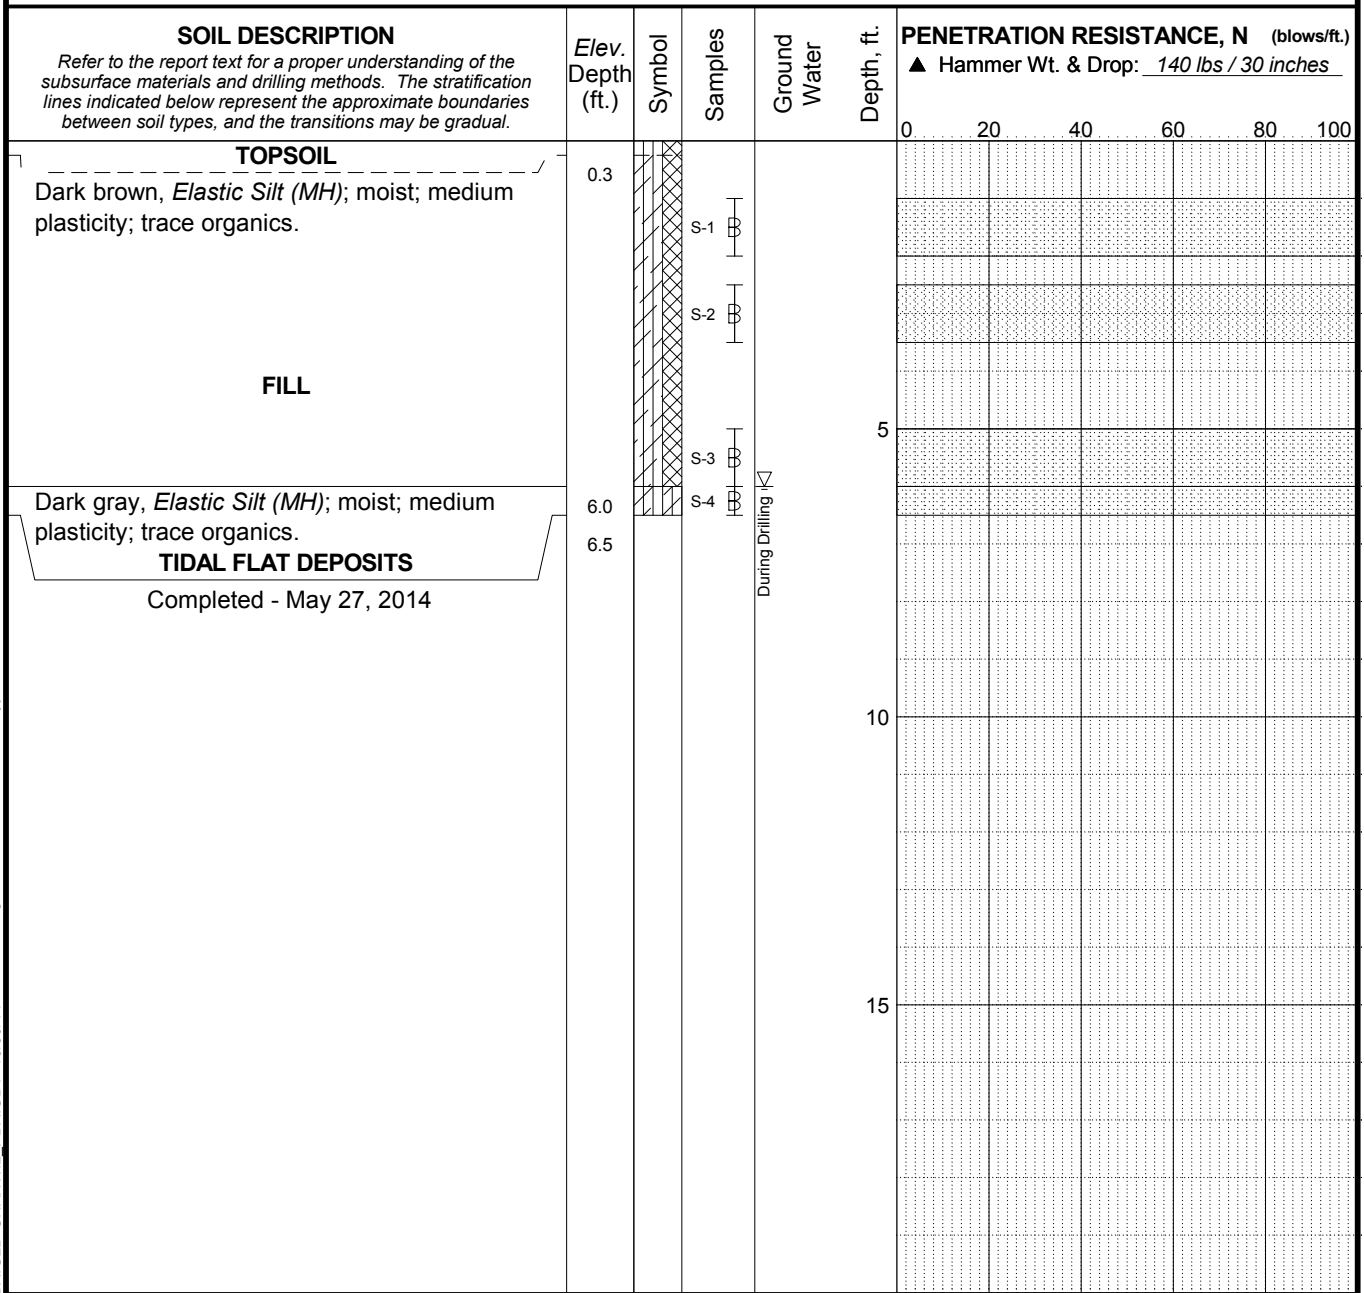 SOIL DESCRIPTION
Refer to the report text for a proper understanding of the
subsurface materials and drilling methods. The stratification
lines indicated below represent the approximate boundaries
between soil types, and the transitions may be gradual.
Elev.
Depth
(ft.)
Symbol
Samples
Ground
Water
Depth, ft.
PENETRATION RESISTANCE, N (blows/ft.)
▲ Hammer Wt. & Drop: 140 lbs / 30 inches
0 20 40 60 80 100
TOPSOIL
0.3
Dark brown, Elastic Silt (MH); moist; medium
plasticity; trace organics.
S-1
S-2
FILL
5
S-3
Dark gray, Elastic Silt (MH); moist; medium
plasticity; trace organics.
6.0
S-4
6.5
During Drilling
TIDAL FLAT DEPOSITS
Completed - May 27, 2014
10
15